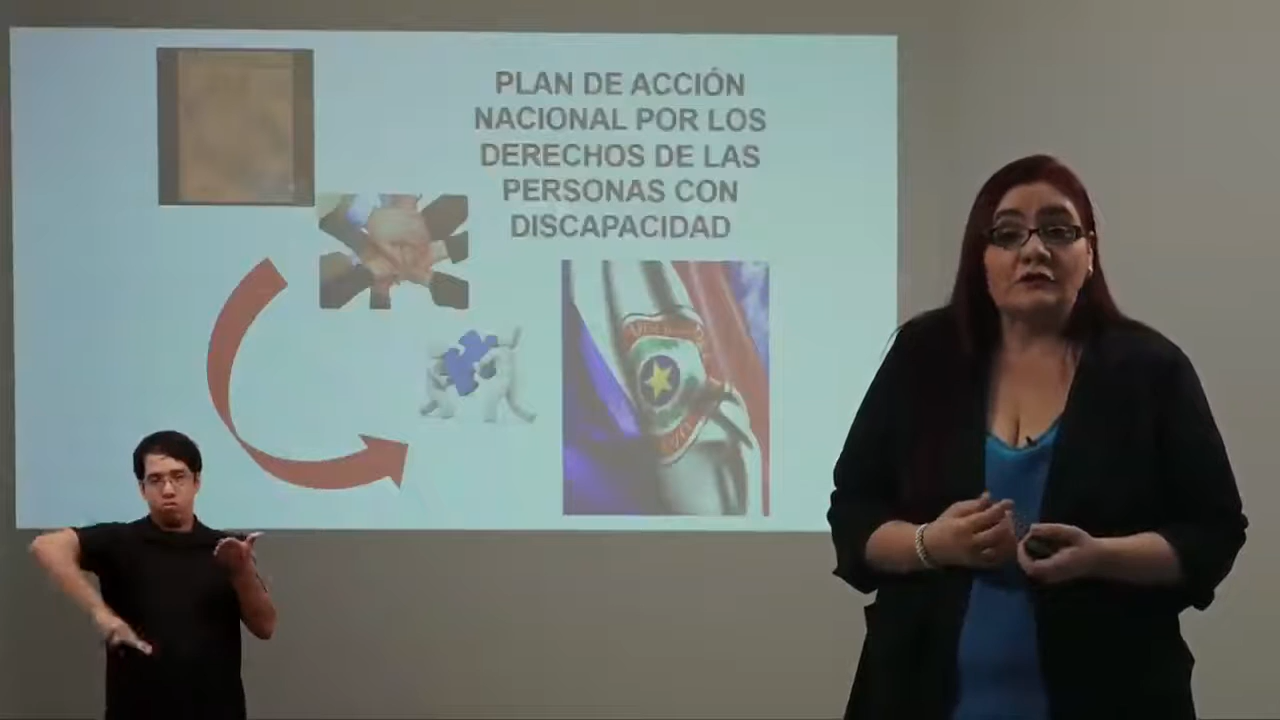 PLAN DE ACCIÓN
NACIONAL POR LOS
DERECHOS DE LAS
PERSONAS CON
DISCAPACIDAD